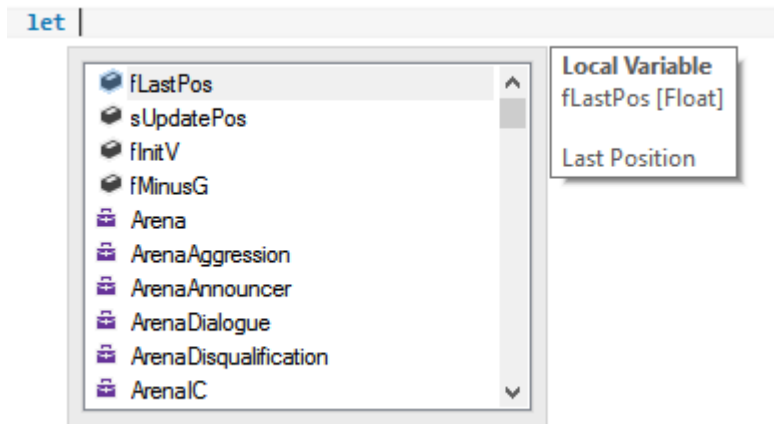 let
fLastPos
sUpdatePos
fInitV
fMinusG
Arena
ArenaAggression
ArenaAnnouncer
ArenaDialogue
ArenaDisqualification
ArenaIC
Local Variable
fLastPos [Float]
Last Position